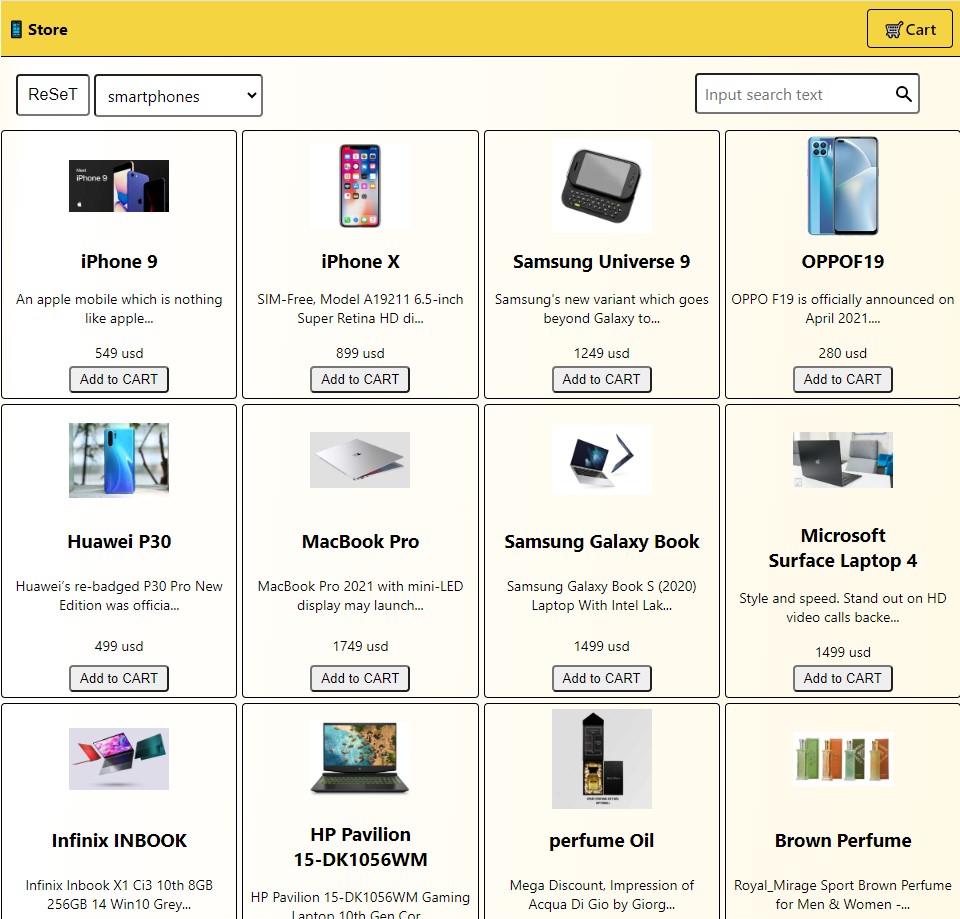 Store
Cart
ReSeT
smartphones
Input search text
Meet
iPhone 9
iPhone 9
iPhone X
Samsung Universe 9
OPPOF19
An apple mobile which is nothing
like apple...
SIM-Free, Model A19211 6.5-inch
Super Retina HD di...
Samsung's new variant which goes
beyond Galaxy to...
OPPO F19 is officially announced on
April 2021....
549 usd
899 usd
1249 usd
280 usd
Add to CART
Add to CART
Add to CART
Add to CART
Huawei P30
MacBook Pro
Samsung Galaxy Book
Microsoft
Surface Laptop 4
Huawei’s re-badged P30 Pro New
Edition was officia...
MacBook Pro 2021 with mini-LED
display may launch...
Samsung Galaxy Book S (2020)
Laptop With Intel Lak...
Style and speed. Stand out on HD
video calls backe...
499 usd
1749 usd
1499 usd
1499 usd
Add to CART
Add to CART
Add to CART
Add to CART
Infinix INBOOK
HP Pavilion
15-DK1056WM
perfume Oil
Brown Perfume
Infinix Inbook X1 Ci3 10th 8GB
256GB 14 Win10 Grey...
HP Pavilion 15-DK1056WM Gaming
Laptop 10th Gen Cor...
Mega Discount, Impression of
Acqua Di Gio by Giorg...
Royal_Mirage Sport Brown Perfume
for Men & Women -...